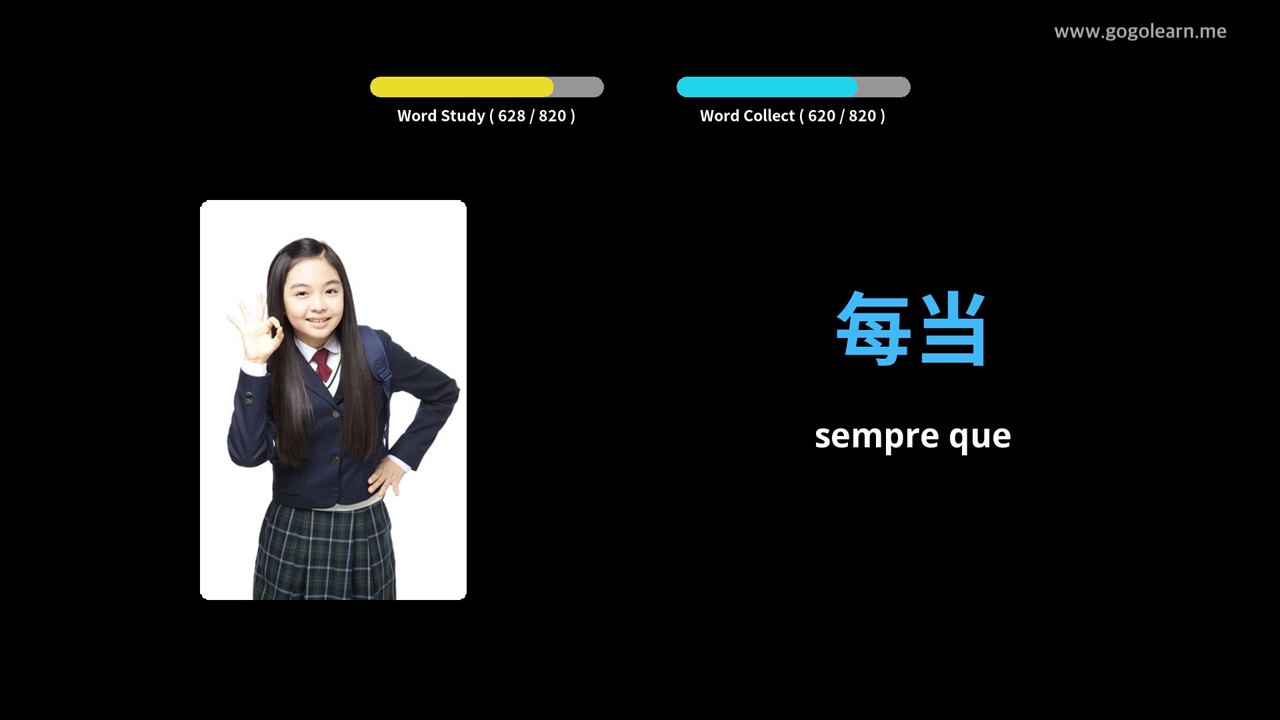 www.gogolearn.me
Word Study ( 628 / 820 )
Word Collect ( 620 / 820 )
每当
sempre que